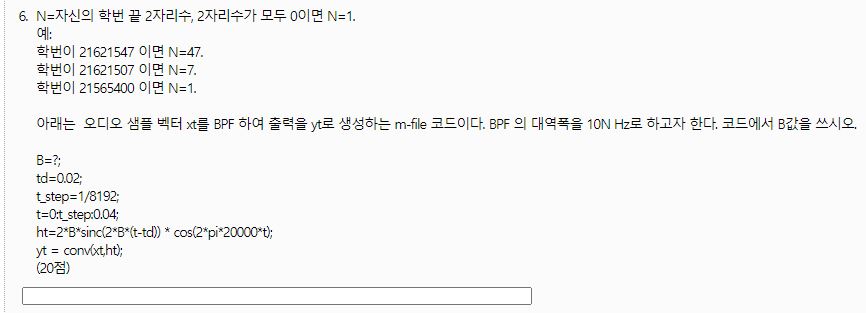 6. N=자신의 학번 끝 2자리수, 2자리수가 모두 0이면 N=1.
예:
학번이 21621547 이면 N=47.
학번이 21621507 이면 N=7.
학번이 21565400 이면 N=1.
아래는 오디오 샘플 벡터 xt를 BPF 하여 출력을 yt로 생성하는 m-file 코드이다. BPF 의 대역폭을 10N Hz로 하고자 한다. 코드에서 B값을 쓰시오.
B=?;
td=0.02;
t_step=1/8192;
t=0:t_step:0.04;
ht=2*B*sinc(2*B*(t-td)) * cos(2*pi*20000*t);
yt = conv(xt,ht);
(20점)